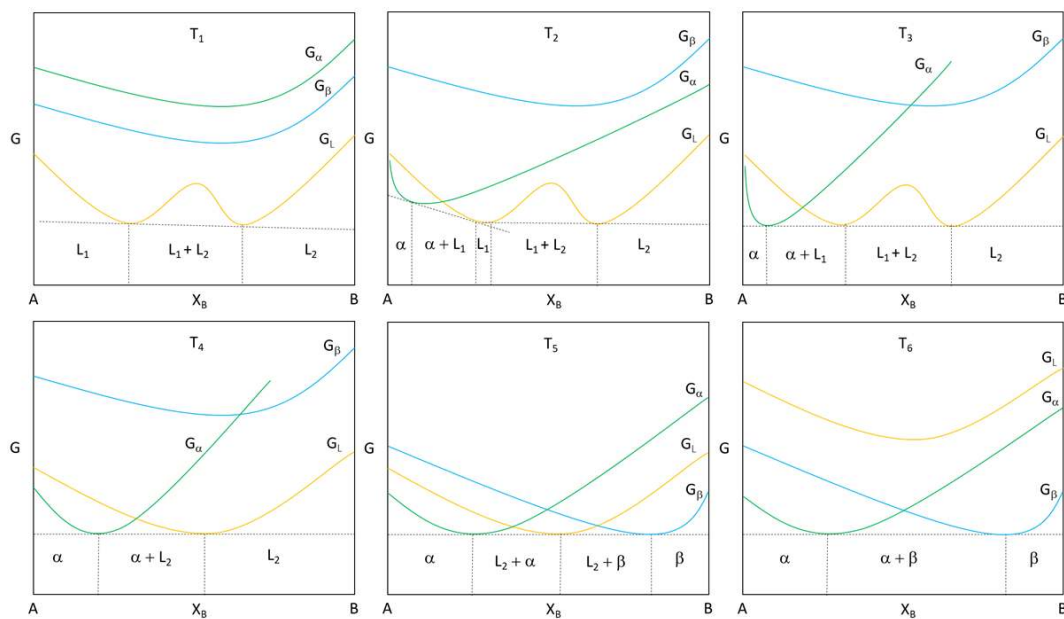 T1
Gα
Gβ
G
GL
L1
L1 + L2
L2
A
XB
B
T2
Gβ
Gα
G
GL
α
α + L1
L1
L1 + L2
L2
A
XB
B
T3
Gβ
Gα
G
GL
α
α + L1
L1 + L2
L2
A
XB
B
T4
Gβ
Gα
G
GL
α
α + L2
L2
A
XB
B
T5
Gα
G
GL
Gβ
α
L2 + α
L2 + β
β
A
XB
B
T6
GL
Gα
G
Gβ
α
α + β
β
A
XB
B